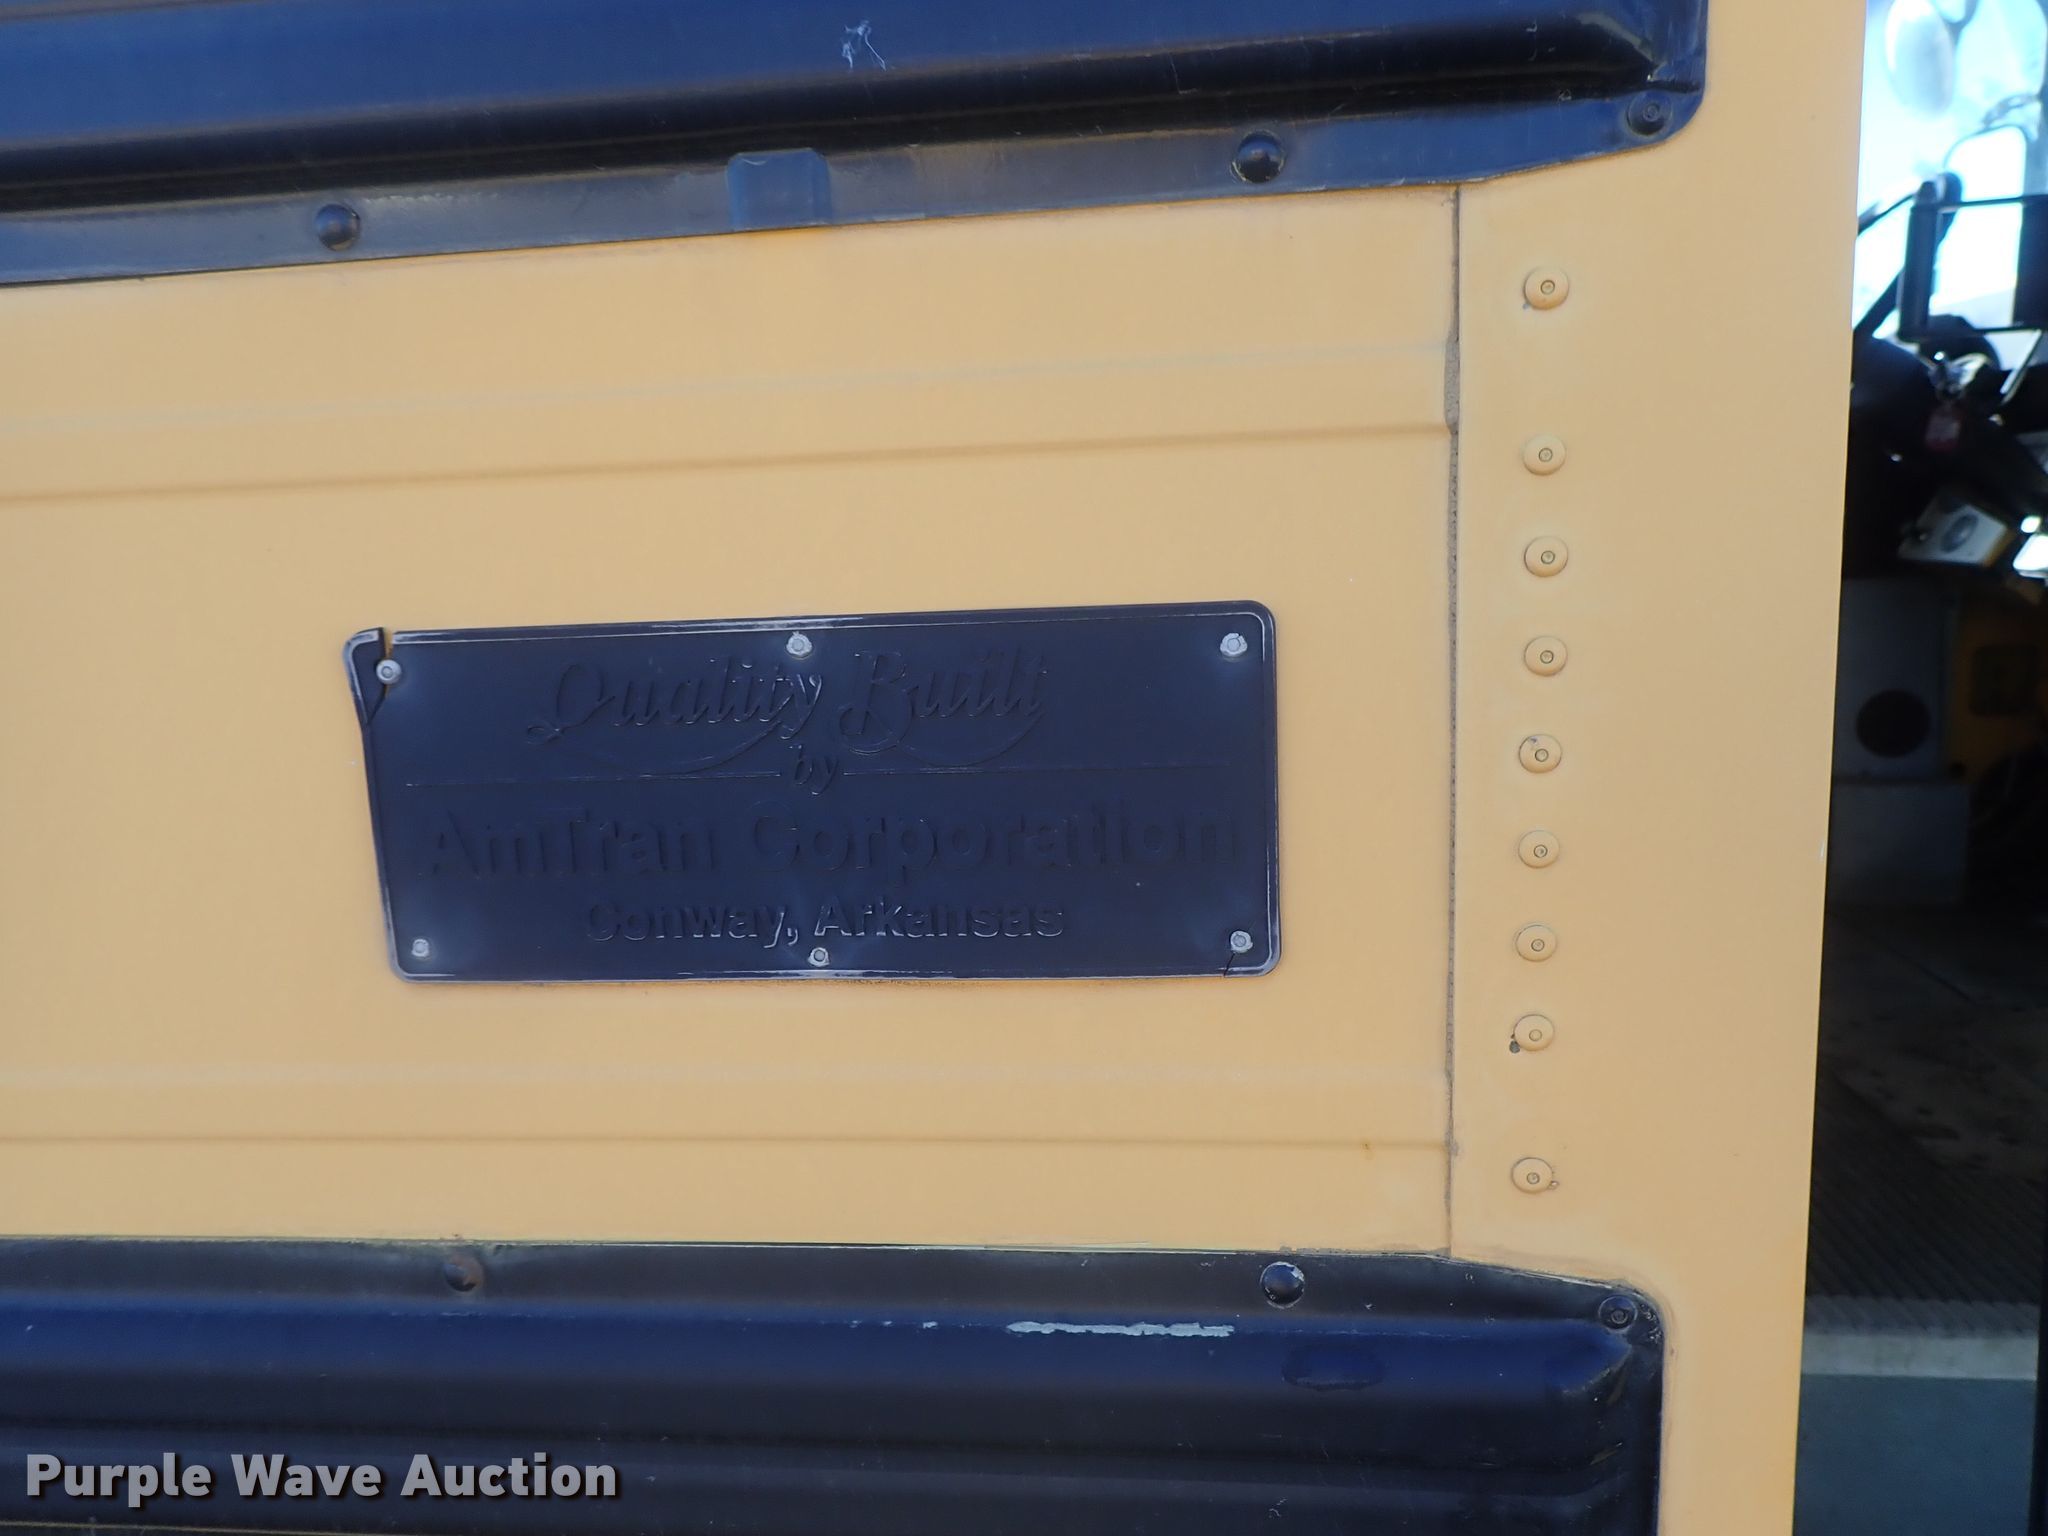 Quality Built
by
AmTran Corporation
Conway, Arkansas
Purple Wave Auction